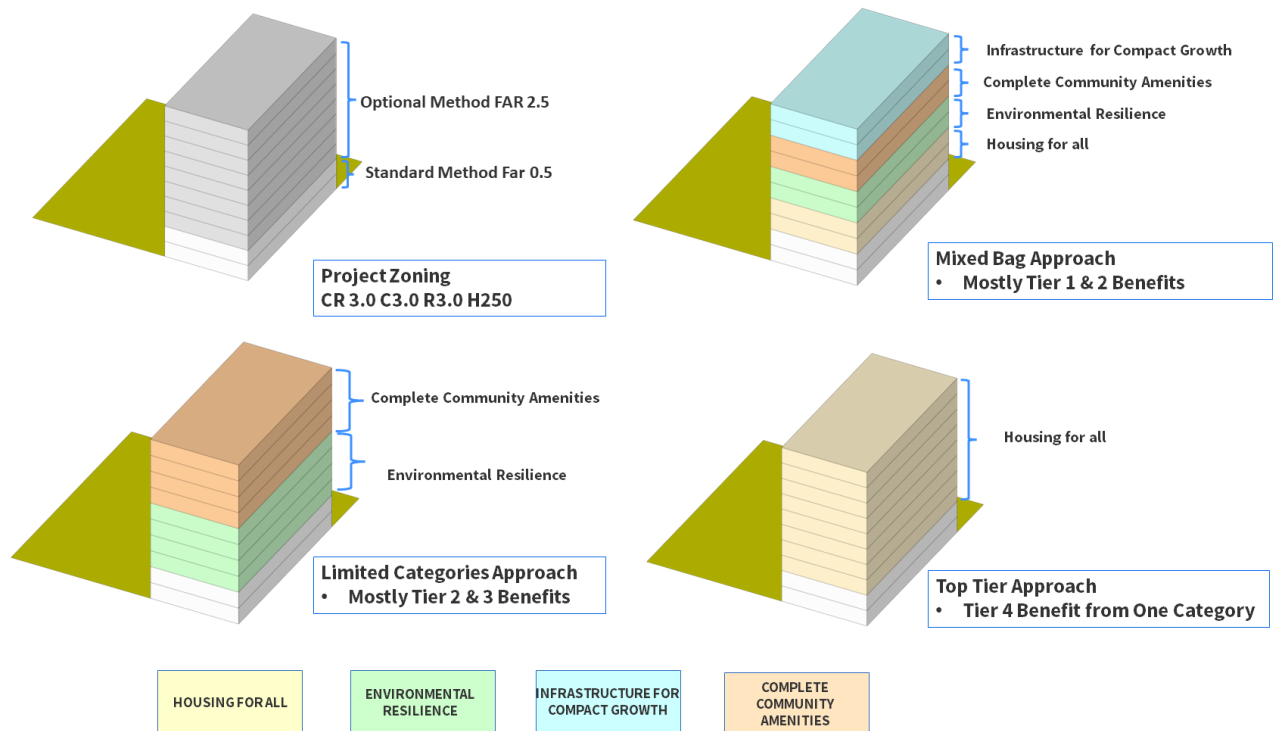 Optional Method FAR 2.5
Standard Method Far 0.5
Project Zoning
CR 3.0 C3.0 R3.0 H250
Infrastructure for Compact Growth
Complete Community Amenities
Environmental Resilience
Housing for all
Mixed Bag Approach
• Mostly Tier 1 & 2 Benefits
Complete Community Amenities
Environmental Resilience
Limited Categories Approach
• Mostly Tier 2 & 3 Benefits
Housing for all
Top Tier Approach
• Tier 4 Benefit from One Category
HOUSING FOR ALL
ENVIRONMENTAL
RESILIENCE
INFRASTRUCTURE FOR
COMPACT GROWTH
COMPLETE
COMMUNITY
AMENITIES